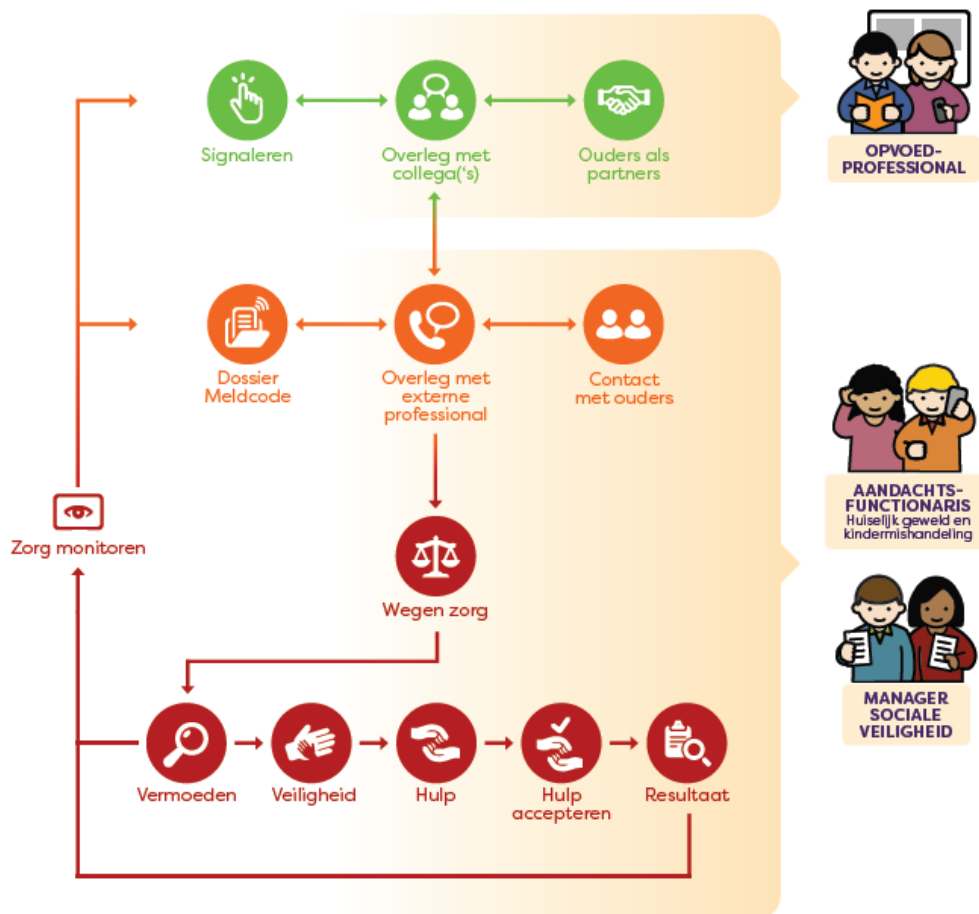 Signaleren
Overleg met
collega(‘s)
Ouders als
partners
OPVOED-
PROFESSIONAL
Dossier
Meldcode
Overleg met
externe
professional
Contact
met ouders
AANDACHTS-
FUNCTIONARIS
Huiselijk geweld en
kindermishandeling
Zorg monitoren
Wegen zorg
MANAGER
SOCIALE
VEILIGHEID
Vermoeden
Veiligheid
Hulp
Hulp
accepteren
Resultaat